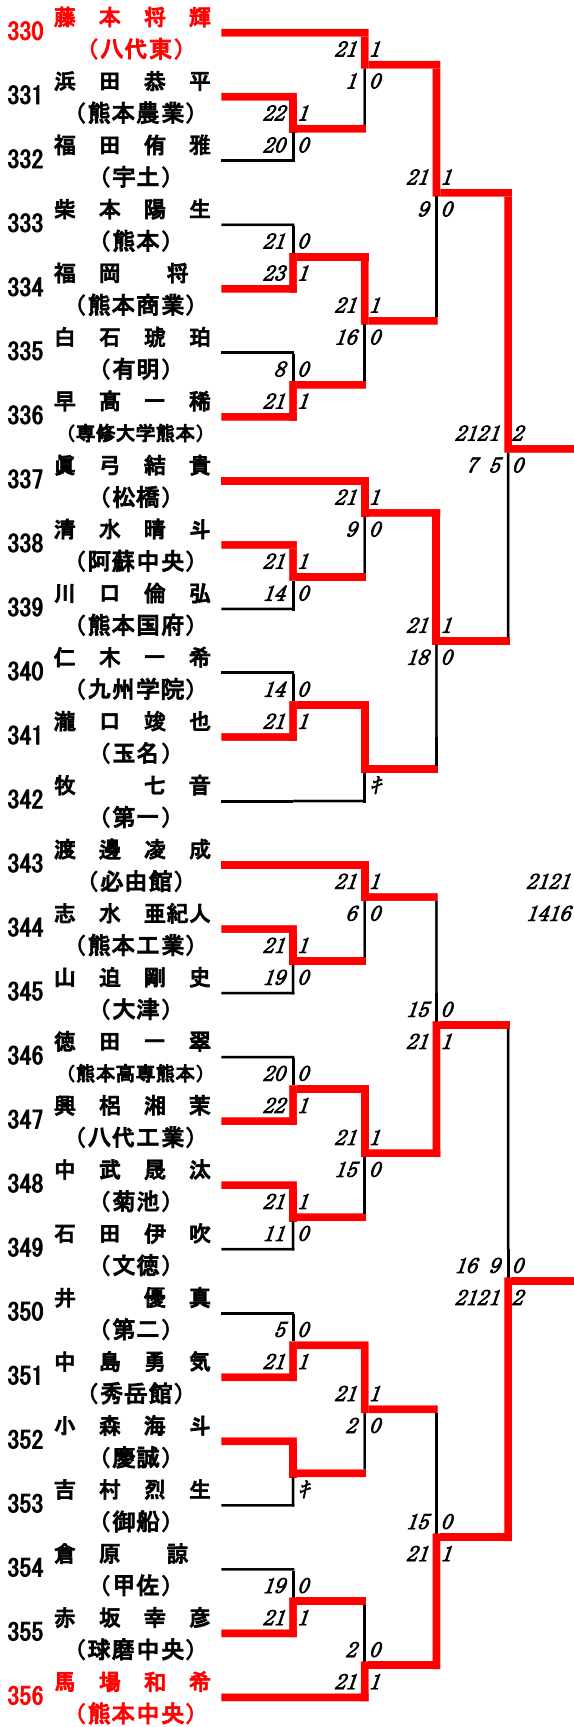 330 藤本将輝
(八代東)
21 1
331 浜田恭平
1 0
(熊本農業)
22 1
332 福田侑雅
20 0
(宇土)
21 1
333 柴本陽生
9 0
(熊本)
21 0
334 福岡将
23 1
(熊本商業)
21 1
335 白石琥珀
16 0
(有明)
8 0
336 早髙一稀
21 1
(専修大学熊本)
2121 2
337 眞弓結貴
7 5 0
(松橋)
21 1
338 清水晴斗
9 0
(阿蘇中央)
21 1
339 川口倫弘
14 0
(熊本国府)
21 1
340 仁木一希
18 0
(九州学院)
14 0
341 瀧口竣也
21 1
(玉名)
342 牧七音
キ
(第一)
343 渡邊凌成
(必由館)
21 1
2121
344 志水亜紀人
6 0
1416
(熊本工業)
21 1
345 山迫剛史
19 0
(大津)
15 0
346 徳田一翠
21 1
(熊本高専熊本)
20 0
347 興梠湘茉
22 1
(八代工業)
21 1
348 中武晟汰
15 0
(菊池)
21 1
349 石田伊吹
11 0
(文徳)
16 9 0
350 井優真
2121 2
(第二)
5 0
351 中島勇気
21 1
(秀岳館)
21 1
352 小森海斗
2 0
(慶誠)
353 吉村烈生
キ
(御船)
15 0
354 倉原諒
21 1
(甲佐)
19 0
355 赤坂幸彦
21 1
(球磨中央)
2 0
356 馬場和希
21 1
(熊本中央)